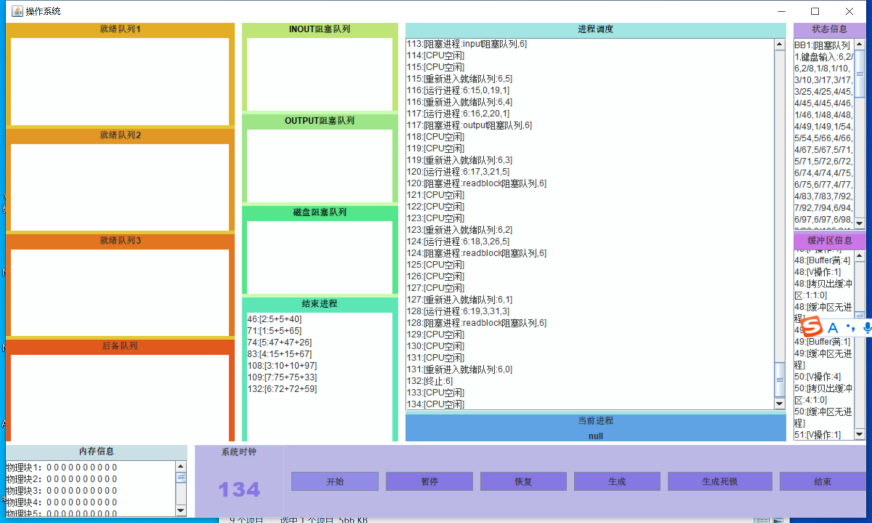 操作系统
就绪队列1
就绪队列2
就绪队列3
后备队列
INOUT阻塞队列
OUTPUT阻塞队列
磁盘阻塞队列
结束进程
46:[2:5+5+40]
71:[1:5+5+65]
74:[5:47+47+26]
83:[4:15+15+67]
108:[3:10+10+97]
109:[7:75+75+33]
132:[6:72+72+59]
进程调度
113:[阻塞进程:input阻塞队列,6]
114:[CPU空闲]
115:[CPU空闲]
115:[重新进入就绪队列:6,5]
116:[运行进程:6:15,0,19,1]
116:[重新进入就绪队列:6,4]
117:[运行进程:6:16,2,20,1]
117:[阻塞进程:output阻塞队列,6]
118:[CPU空闲]
119:[CPU空闲]
119:[重新进入就绪队列:6,3]
120:[运行进程:6:17,3,21,5]
120:[阻塞进程:readblock阻塞队列,6]
121:[CPU空闲]
122:[CPU空闲]
123:[CPU空闲]
123:[重新进入就绪队列:6,2]
124:[运行进程:6:18,3,26,5]
124:[阻塞进程:readblock阻塞队列,6]
125:[CPU空闲]
126:[CPU空闲]
127:[CPU空闲]
127:[重新进入就绪队列:6,1]
128:[运行进程:6:19,3,31,3]
128:[阻塞进程:readblock阻塞队列,6]
129:[CPU空闲]
130:[CPU空闲]
131:[CPU空闲]
131:[重新进入就绪队列:6,0]
132:[终止:6]
133:[CPU空闲]
134:[CPU空闲]
当前进程
null
状态信息
BB1:[阻塞队列
1,键盘输入:6,2/
6,2/8,1/8,1/10,
3/10,3/17,3/17,
3/25,4/25,4/45,
4/45,4/45,4/46,
1/46,1/48,4/48,
4/49,1/49,1/54,
5/54,5/66,4/66,
4/67,5/67,5/71,
5/71,5/72,6/72,
6/74,4/74,4/75,
6/75,6/77,4/77,
4/83,7/83,7/92,
7/92,7/94,6/94,
6/97,6/97,6/98,
缓冲区信息
48:[Buffer满:4]
48:[V操作:1]
48:[拷贝出缓冲
区:1:1:0]
48:[缓冲区无进
程]
49:[Buffer满:1]
49:[缓冲区无进
程]
50:[V操作:4]
50:[拷贝出缓冲
区:4:1:0]
50:[缓冲区无进
程]
51:[V操作:1]
内存信息
物理块1: 0 0 0 0 0 0 0 0 0 0
物理块2: 0 0 0 0 0 0 0 0 0 0
物理块3: 0 0 0 0 0 0 0 0 0 0
物理块4: 0 0 0 0 0 0 0 0 0 0
物理块5: 0 0 0 0 0 0 0 0 0 0
系统时钟
134
开始
暂停
恢复
生成
生成死锁
结束
9 个项目 选中 1 个项目 566 KB